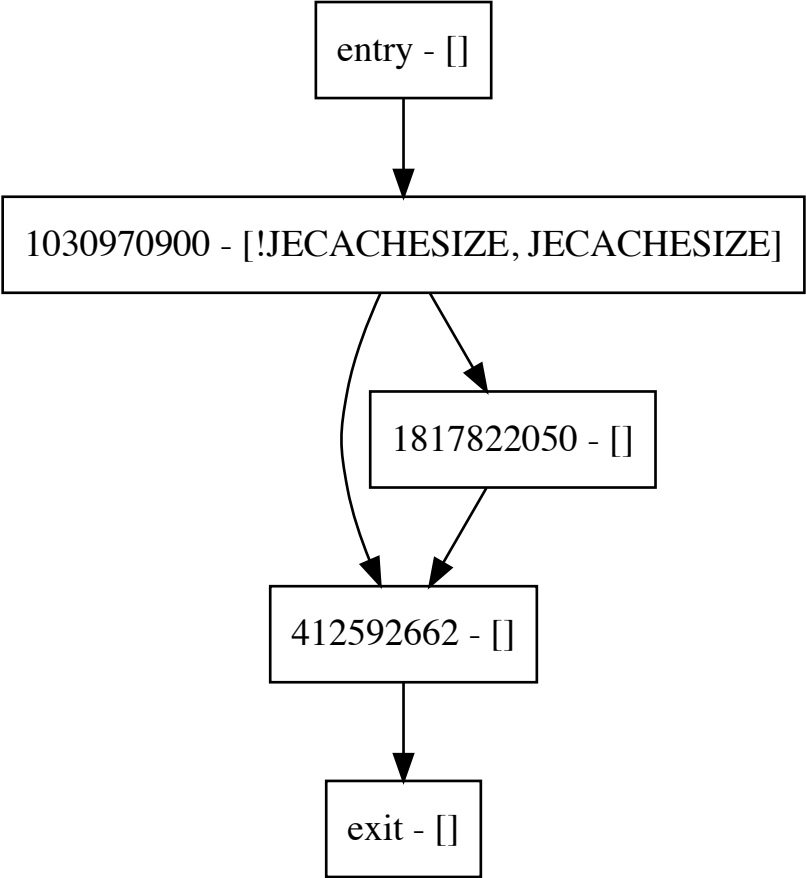 entry - []
1030970900 - [!JECACHESIZE, JECACHESIZE]
1817822050 - []
412592662 - []
exit - []